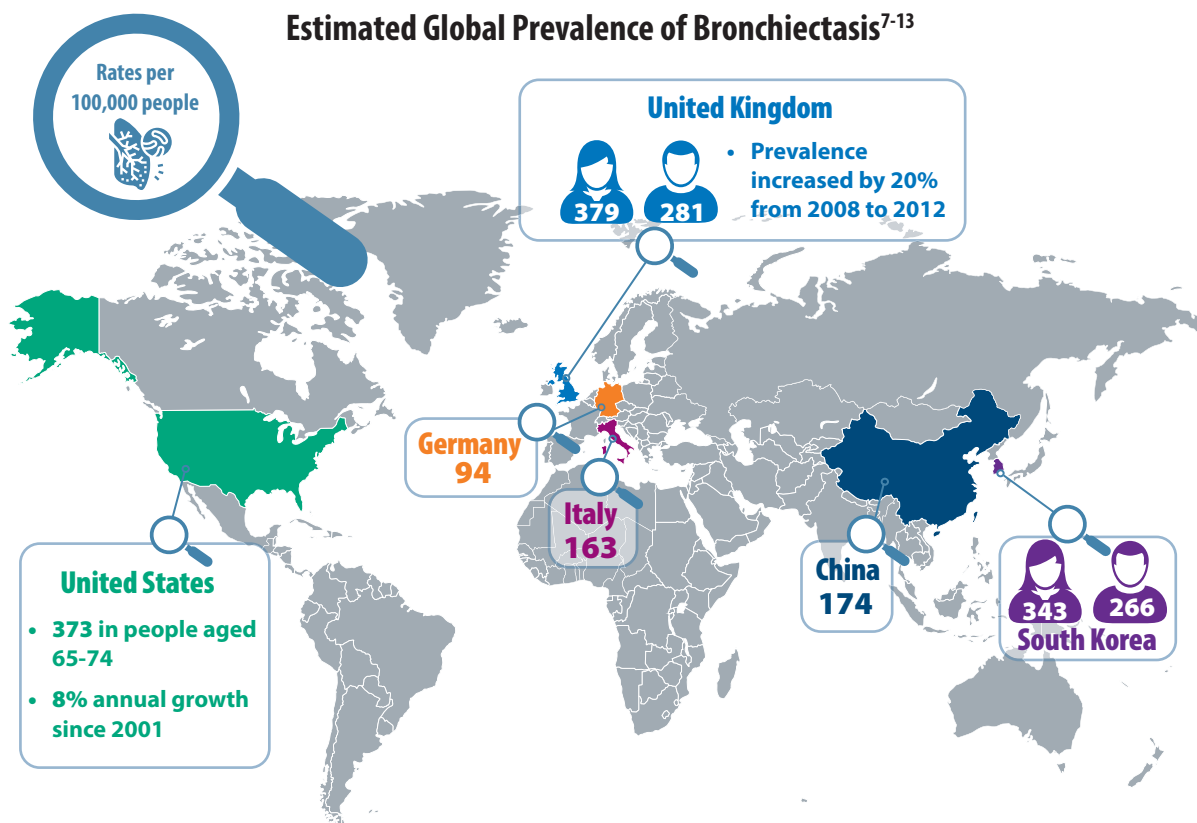 Estimated Global Prevalence of Bronchiectasis7-13
Rates per
100,000 people
United Kingdom
379
281
• Prevalence
increased by 20%
from 2008 to 2012
Germany
94
Italy
163
China
174
343
266
South Korea
United States
• 373 in people aged
65-74
• 8% annual growth
since 2001